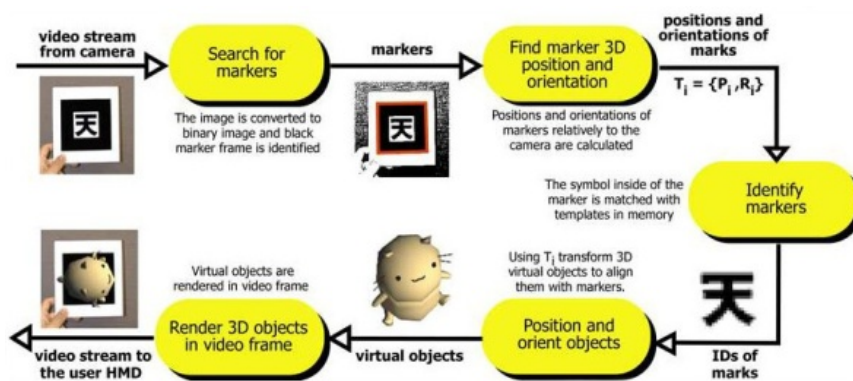 video stream
from camera
天
Search for
markers
The image is converted to
binary image and black
marker frame is identified
markers
天
Find marker 3D
position and
orientation
Positions and orientations of
markers relatively to the
camera are calculated
positions and
orientations of
marks
Ti = {Pi ,Ri}
The symbol inside of the
marker is matched with
templates in memory
Identify
markers
天
IDs of
marks
Using Ti transform 3D
virtual objects to align
them with markers.
Position and
orient objects
virtual objects
Virtual objects are
rendered in video frame
Render 3D objects
in video frame
video stream to
the user HMD